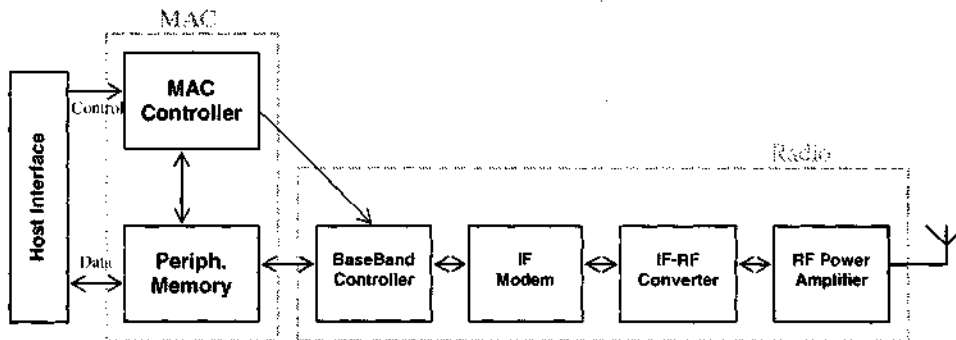 MAC
MAC
Controller
Control
Host Interface
Radio
Data
Periph.
Memory
BaseBand
Controller
IF
Modem
IF-RF
Converter
RF Power
Amplifier